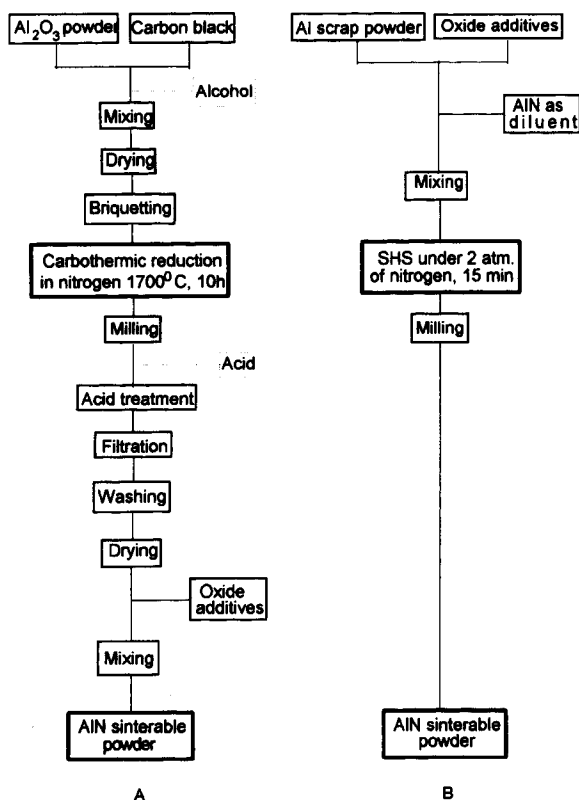 Al2O3 powder
Carbon black
Alcohol
Mixing
Drying
Briquetting
Carbothermic reduction
in nitrogen 1700⁰ C, 10h
Milling
Acid
Acid treatment
Filtration
Washing
Drying
Oxide
additives
Mixing
AlN sinterable
powder
A
Al scrap powder
Oxide additives
AlN as
diluent
Mixing
SHS under 2 atm.
of nitrogen, 15 min
Milling
AlN sinterable
powder
B